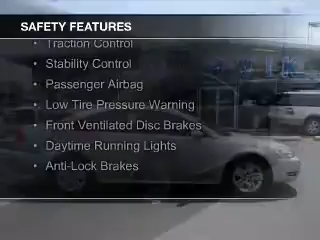 SAFETY FEATURES
• Traction Control
• Stability Control
• Passenger Airbag
• Low Tire Pressure Warning
• Front Ventilated Disc Brakes
• Daytime Running Lights
• Anti-Lock Brakes